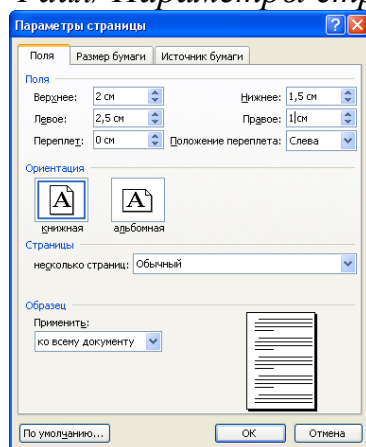 Параметры страницы
Поля Размер бумаги Источник бумаги
Поля
Верхнее: 2 см Нижнее: 1,5 см
Левое: 2,5 см Правое: 1 см
Переплет: 0 см Положение переплета: Слева
Ориентация
A A
книжная альбомная
Страницы
несколько страниц: Обычный
Образец
Применить:
ко всему документу
По умолчанию... ОК Отмена